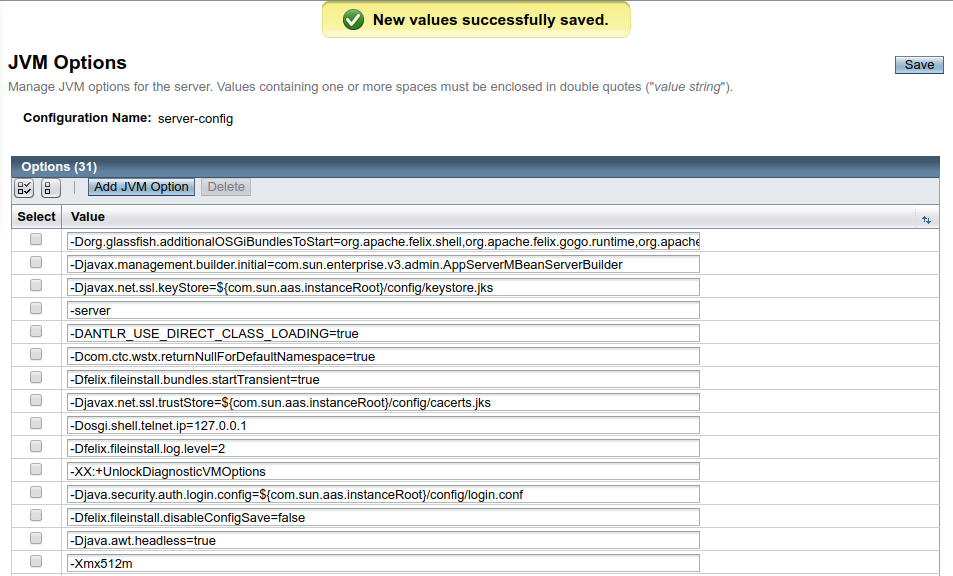 New values successfully saved.
JVM Options
Save
Manage JVM options for the server. Values containing one or more spaces must be enclosed in double quotes ("value string").
Configuration Name: server-config
Options (31)
Add JVM Option Delete
Select Value
-Dorg.glassfish.additionalOSGiBundlesToStart=org.apache.felix.shell,org.apache.felix.gogo.runtime,org.apache
-Djavax.management.builder.initial=com.sun.enterprise.v3.admin.AppServerMBeanServerBuilder
-Djavax.net.ssl.keyStore=${com.sun.aas.instanceRoot}/config/keystore.jks
-server
-DANTLR_USE_DIRECT_CLASS_LOADING=true
-Dcom.ctc.wstx.returnNullForDefaultNamespace=true
-Dfelix.fileinstall.bundles.startTransient=true
-Djavax.net.ssl.trustStore=${com.sun.aas.instanceRoot}/config/cacerts.jks
-Dosgi.shell.telnet.ip=127.0.0.1
-Dfelix.fileinstall.log.level=2
-XX:+UnlockDiagnosticVMOptions
-Djava.security.auth.login.config=${com.sun.aas.instanceRoot}/config/login.conf
-Dfelix.fileinstall.disableConfigSave=false
-Djava.awt.headless=true
-Xmx512m